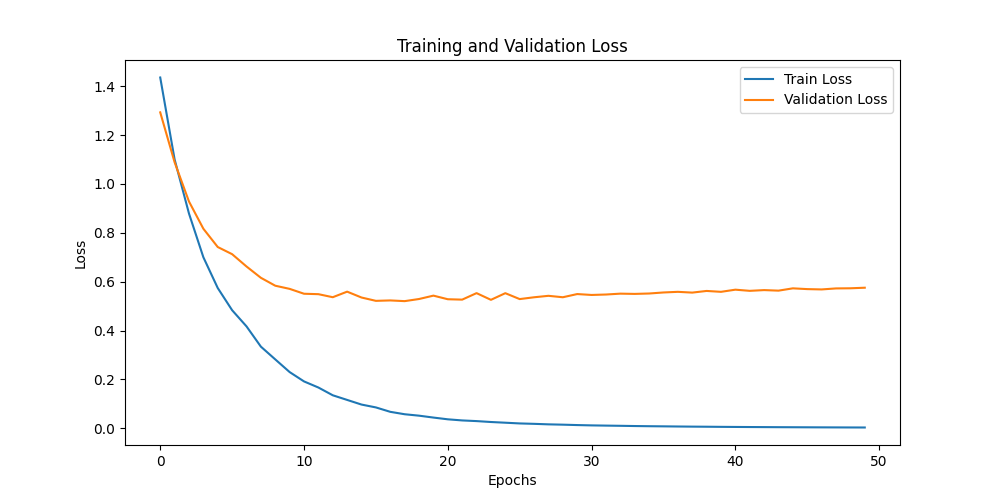 Training and Validation Loss
Train Loss
Validation Loss
1.4
1.2
1.0
0.8
0.6
0.4
0.2
0.0
Loss
0 10 20 30 40 50
Epochs